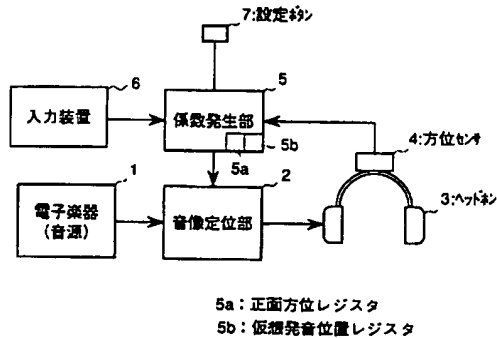 7:設定ボタン
6
5
入力装置
係数発生部
5a
5b
4:方位センサ
1
2
電子楽器
(音源)
音像定位部
3:ヘッドホン
5a：正面方位レジスタ
5b：仮想発音位置レジスタ